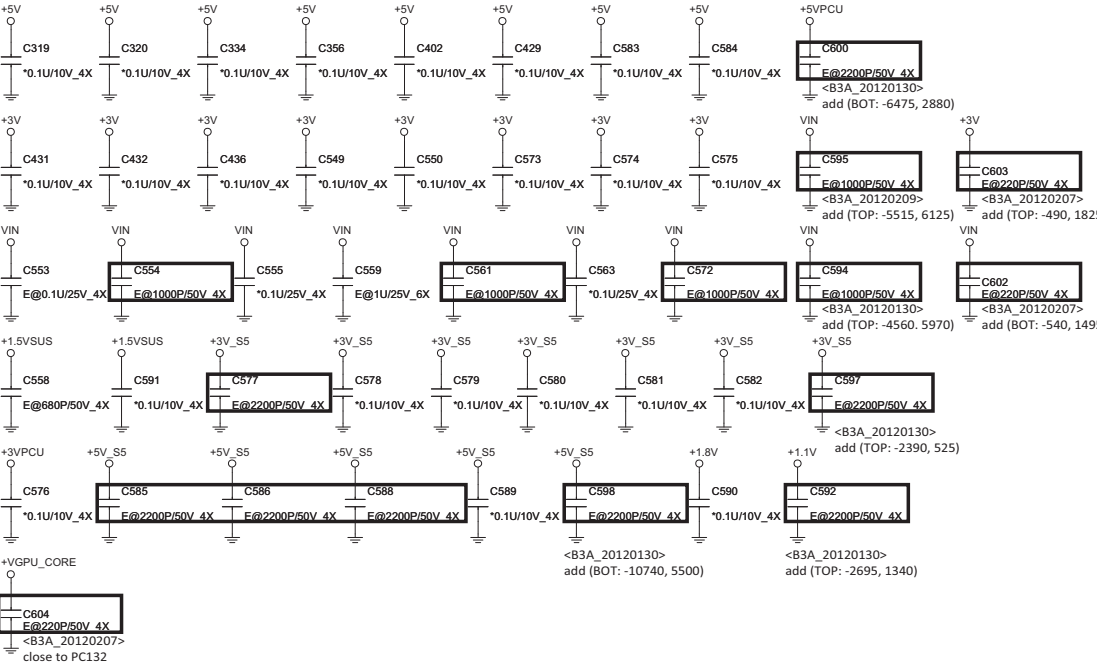 +5V +5V +5V +5V +5V +5V +5V +5V +5VPCU
C319 C320 C334 C356 C402 C429 C583 C584 C600
*0.1U/10V_4X *0.1U/10V_4X *0.1U/10V_4X *0.1U/10V_4X *0.1U/10V_4X *0.1U/10V_4X *0.1U/10V_4X *0.1U/10V_4X E@2200P/50V_4X
<B3A_20120130>
add (BOT: -6475, 2880)
+3V +3V +3V +3V +3V +3V +3V +3V VIN +3V
C431 C432 C436 C549 C550 C573 C574 C575 C595 C603
*0.1U/10V_4X *0.1U/10V_4X *0.1U/10V_4X *0.1U/10V_4X *0.1U/10V_4X *0.1U/10V_4X *0.1U/10V_4X *0.1U/10V_4X E@1000P/50V_4X E@220P/50V_4X
<B3A_20120209> <B3A_20120207>
add (TOP: -5515, 6125) add (TOP: -490, 1825
VIN VIN VIN VIN VIN VIN VIN VIN VIN
C553 C554 C555 C559 C561 C563 C572 C594 C602
E@0.1U/25V_4X E@1000P/50V_4X *0.1U/25V_4X E@1U/25V_6X E@1000P/50V_4X *0.1U/25V_4X E@1000P/50V_4X E@1000P/50V_4X E@220P/50V_4X
<B3A_20120130> <B3A_20120207>
add (TOP: -4560. 5970) add (BOT: -540, 149
+1.5VSUS +1.5VSUS +3V_S5 +3V_S5 +3V_S5 +3V_S5 +3V_S5 +3V_S5 +3V_S5
C558 C591 C577 C578 C579 C580 C581 C582 C597
E@680P/50V_4X *0.1U/10V_4X E@2200P/50V_4X *0.1U/10V_4X *0.1U/10V_4X *0.1U/10V_4X *0.1U/10V_4X *0.1U/10V_4X E@2200P/50V_4X
<B3A_20120130>
add (TOP: -2390, 525)
+3VPCU +5V_S5 +5V_S5 +5V_S5 +5V_S5 +5V_S5 +1.8V +1.1V
C576 C585 C586 C588 C589 C598 C590 C592
*0.1U/10V_4X E@2200P/50V_4X E@2200P/50V_4X E@2200P/50V_4X *0.1U/10V_4X E@2200P/50V_4X *0.1U/10V_4X E@2200P/50V_4X
<B3A_20120130> <B3A_20120130>
add (BOT: -10740, 5500) add (TOP: -2695, 1340)
+VGPU_CORE
C604
E@220P/50V_4X
<B3A_20120207>
close to PC132